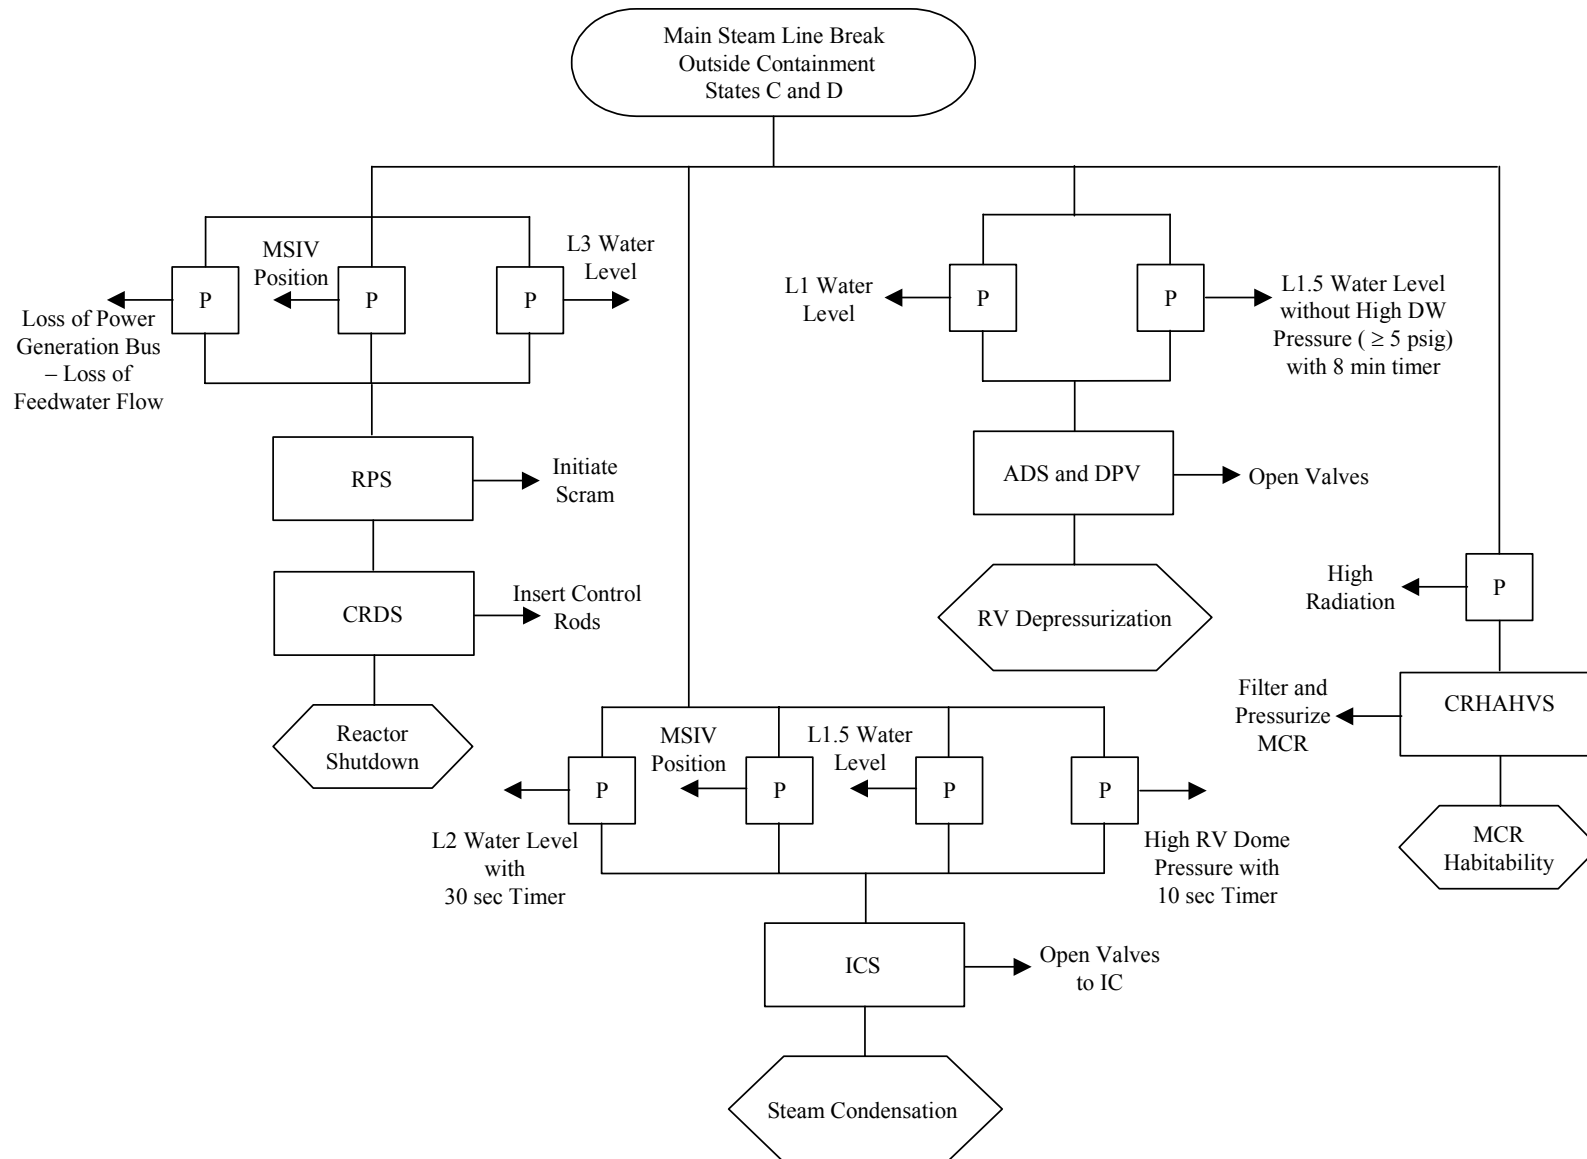 Main Steam Line Break
Outside Containment
States C and D
P
Loss of Power
Generation Bus
– Loss of
Feedwater Flow
MSIV
Position
P
L3 Water
Level
P
RPS
Initiate
Scram
CRDS
Insert Control
Rods
Reactor
Shutdown
L1 Water
Level
P
P
L1.5 Water Level
without High DW
Pressure ( ≥ 5 psig)
with 8 min timer
ADS and DPV
Open Valves
RV Depressurization
High
Radiation
P
Filter and
Pressurize
MCR
CRHAHVS
MCR
Habitability
P
L2 Water Level
with
30 sec Timer
MSIV
Position
P
L1.5 Water
Level
P
P
High RV Dome
Pressure with
10 sec Timer
ICS
Open Valves
to IC
Steam Condensation